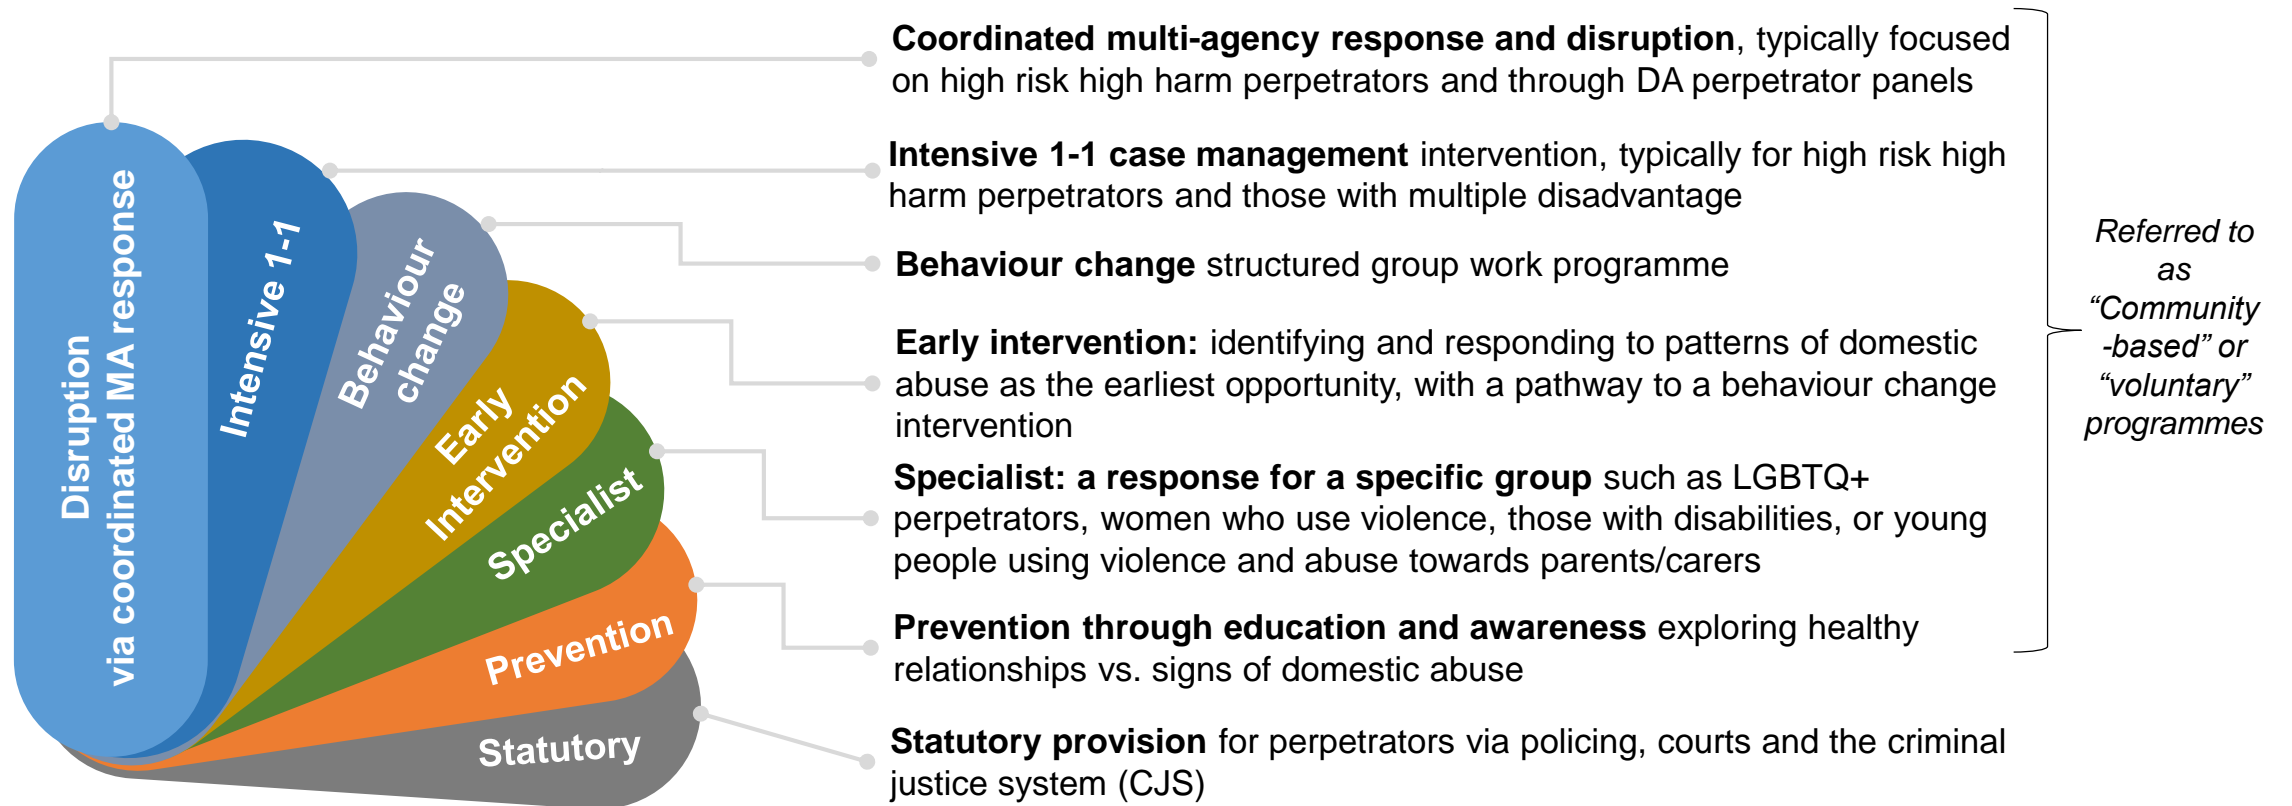 Disruption
via coordinated MA response
Intensive 1-1
Behaviour
change
Early
Intervention
Specialist
Prevention
Statutory
Coordinated multi-agency response and disruption, typically focused
on high risk high harm perpetrators and through DA perpetrator panels
Intensive 1-1 case management intervention, typically for high risk high
harm perpetrators and those with multiple disadvantage
Behaviour change structured group work programme
Early intervention: identifying and responding to patterns of domestic
abuse as the earliest opportunity, with a pathway to a behaviour change
intervention
Specialist: a response for a specific group such as LGBTQ+
perpetrators, women who use violence, those with disabilities, or young
people using violence and abuse towards parents/carers
Prevention through education and awareness exploring healthy
relationships vs. signs of domestic abuse
Statutory provision for perpetrators via policing, courts and the criminal
justice system (CJS)
Referred to
as
“Community
-based” or
“voluntary”
programmes